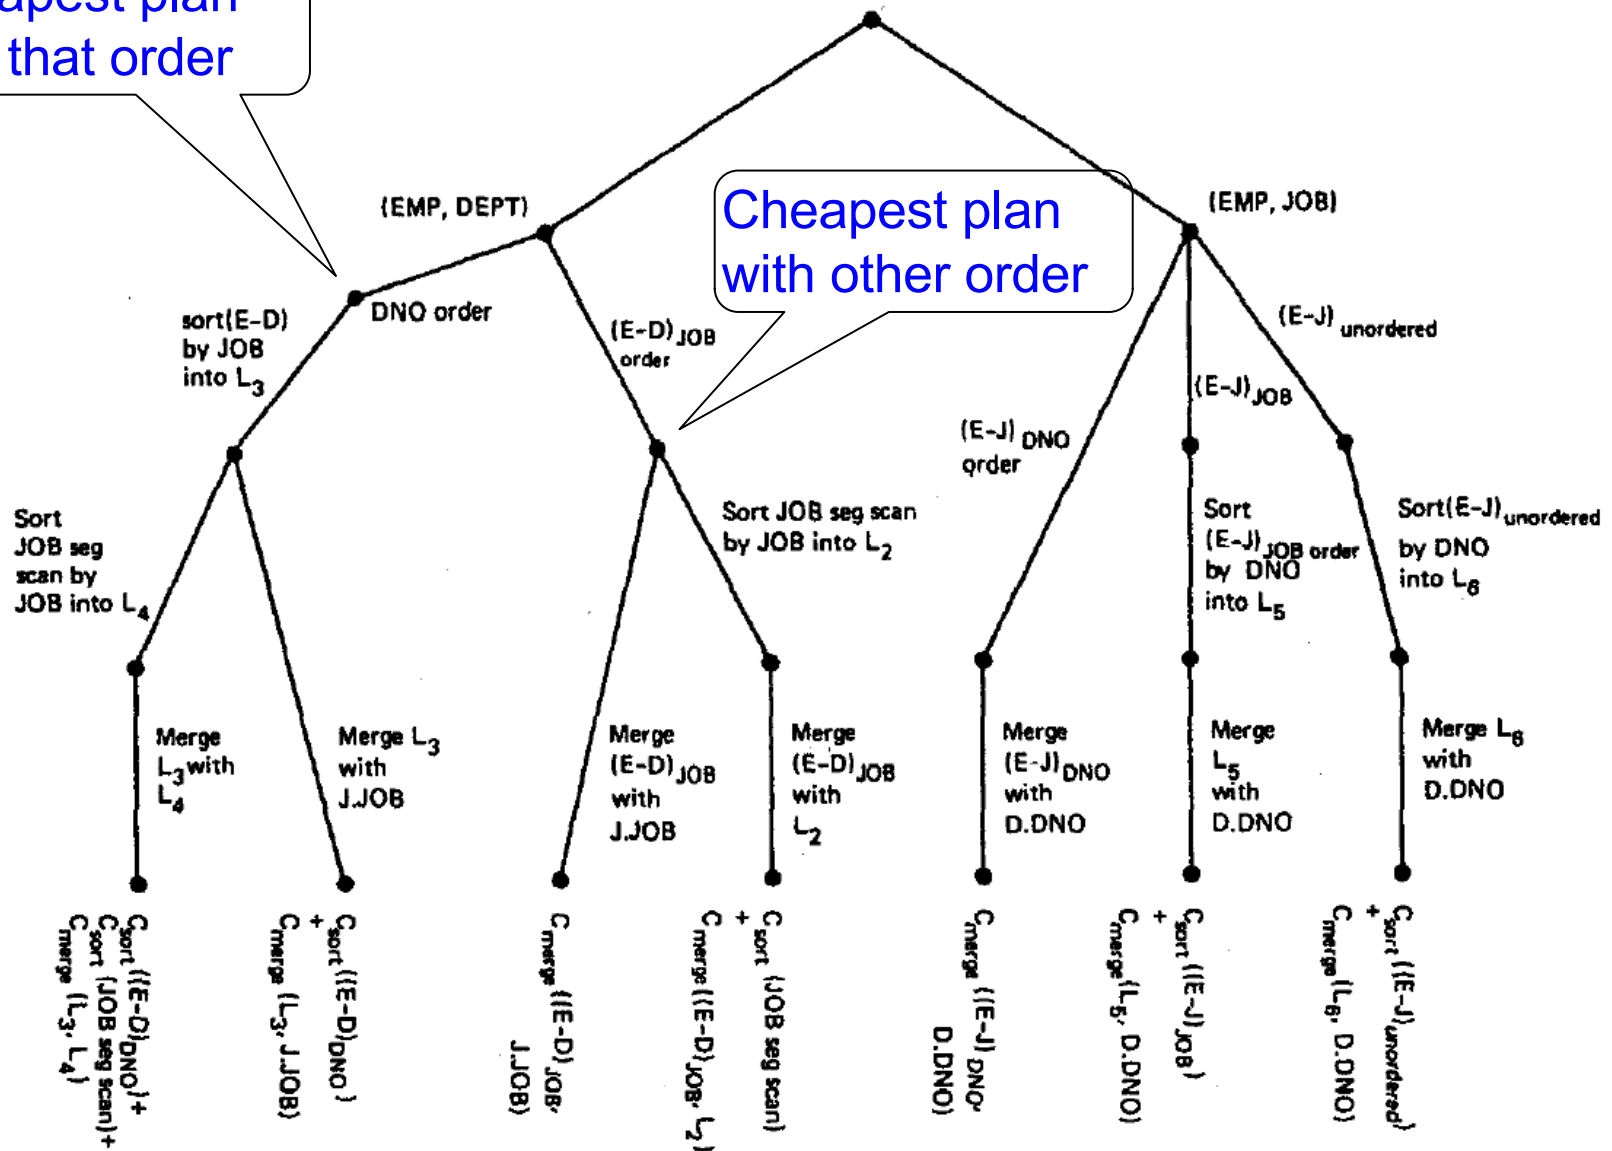 that order
Cheapest plan
with other order
(EMP, DEPT)
(EMP, JOB)
DNO order
sort(E-D)
by JOB
into L3
(E-D)JOB
order
(E-J)unordered
(E-J)JOB
(E-J)DNO
order
Sort
JOB seg
scan by
JOB into L4
Sort JOB seg scan
by JOB into L2
Sort
(E-J)JOB order
by DNO
into L5
Sort(E-J)unordered
by DNO
into L6
Merge
L3 with
L4
Merge L3
with
J.JOB
Merge
(E-D)JOB
with
J.JOB
Merge
(E-D)JOB
with
L2
Merge
(E-J)DNO
with
D.DNO
Merge
L5
with
D.DNO
Merge L6
with
D.DNO
Csort ((E-D)DNO)+
Csort (JOB seg scan)+
Cmerge (L3, L4)
Csort ((E-D)DNO)
+
Cmerge (L3, J.JOB)
Cmerge ((E-D)JOB,
J.JOB)
Csort (JOB seg scan)
+
Cmerge ((E-D)JOB, L2)
Cmerge ((E-J)DNO,
D.DNO)
Csort ((E-J)JOB)
+
Cmerge (L5, D.DNO)
Csort ((E-J)unordered)
+
Cmerge (L6, D.DNO)